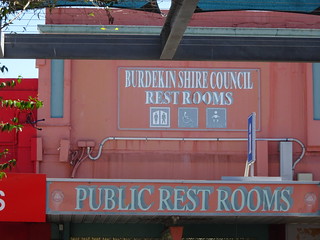 BURDEKIN SHIRE COUNCIL
REST ROOMS
PUBLIC REST ROOMS
S